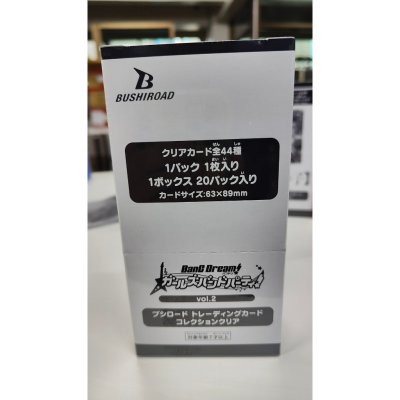 BUSHIROAD
クリアカード全44種
1パック 1枚入り
1ボックス 20パック入り
カードサイズ:63×89mm
BanG Dream!
ガールズバンドパーティ!
vol.2
ブシロード トレーディングカード
コレクションクリア